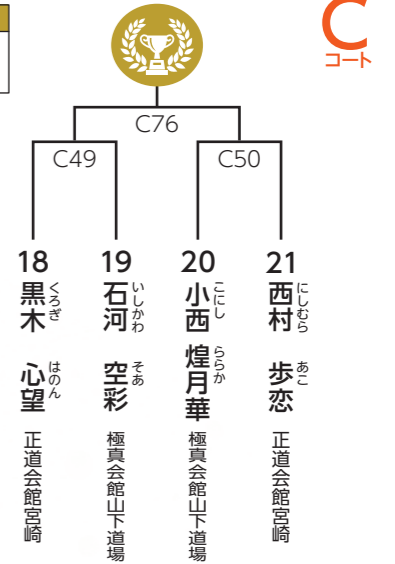 C
コート
C76
C49
C50
18
黒木 心望
くろぎ はのん
正道会館宮崎
19
石河 空彩
いしかわ そあ
極真会館山下道場
20
小西 煌月華
こにし ららか
極真会館山下道場
21
西村 歩恋
にしむら あこ
正道会館宮崎